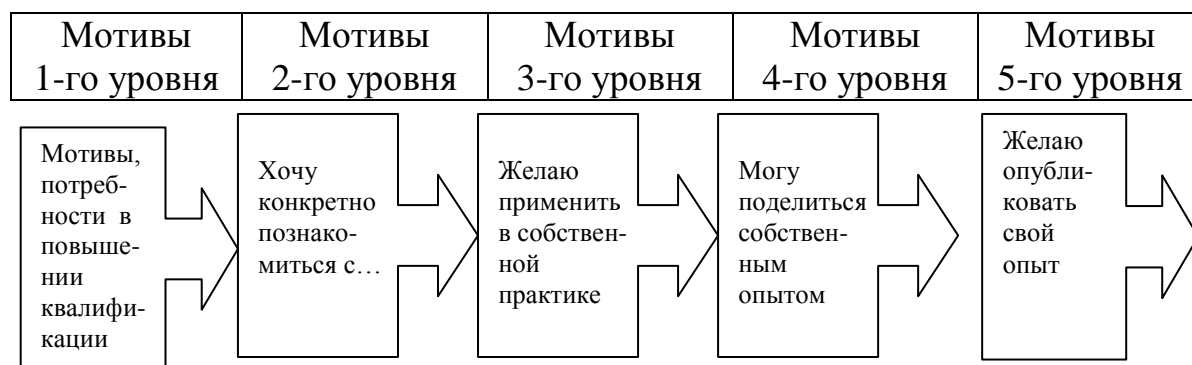 Мотивы
1-го уровня
Мотивы
2-го уровня
Мотивы
3-го уровня
Мотивы
4-го уровня
Мотивы
5-го уровня
Мотивы,
потреб-
ности в
повыше-
нии
квалифи-
кации
Хочу
конкретно
познако-
миться с…
Желаю
применить
в собствен-
ной
практике
Могу
поделиться
собствен-
ным
опытом
Желаю
опубли-
ковать
свой
опыт